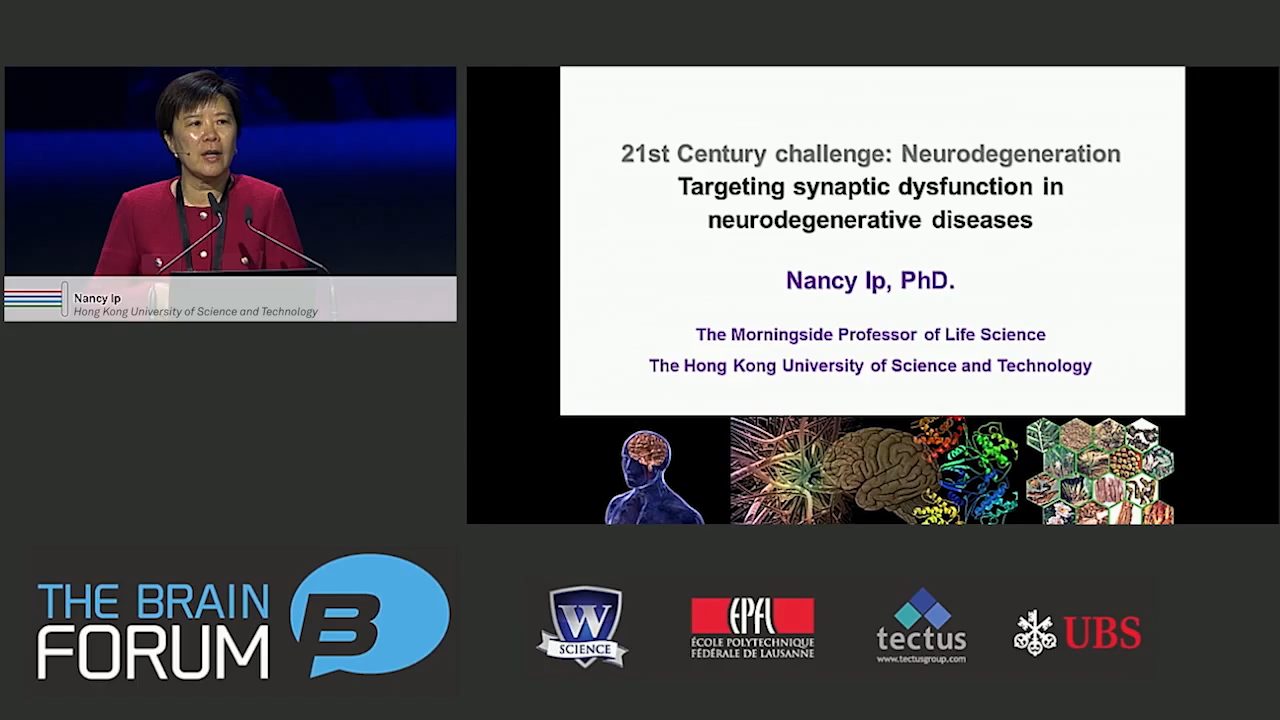 21st Century challenge: Neurodegeneration
Targeting synaptic dysfunction in
neurodegenerative diseases
Nancy Ip, PhD.
The Morningside Professor of Life Science
The Hong Kong University of Science and Technology
Nancy Ip
Hong Kong University of Science and Technology
THE BRAIN
FORUM
B
W
SCIENCE
EPFL
ÉCOLE POLYTECHNIQUE
FÉDÉRALE DE LAUSANNE
tectus
www.tectusgroup.com
UBS